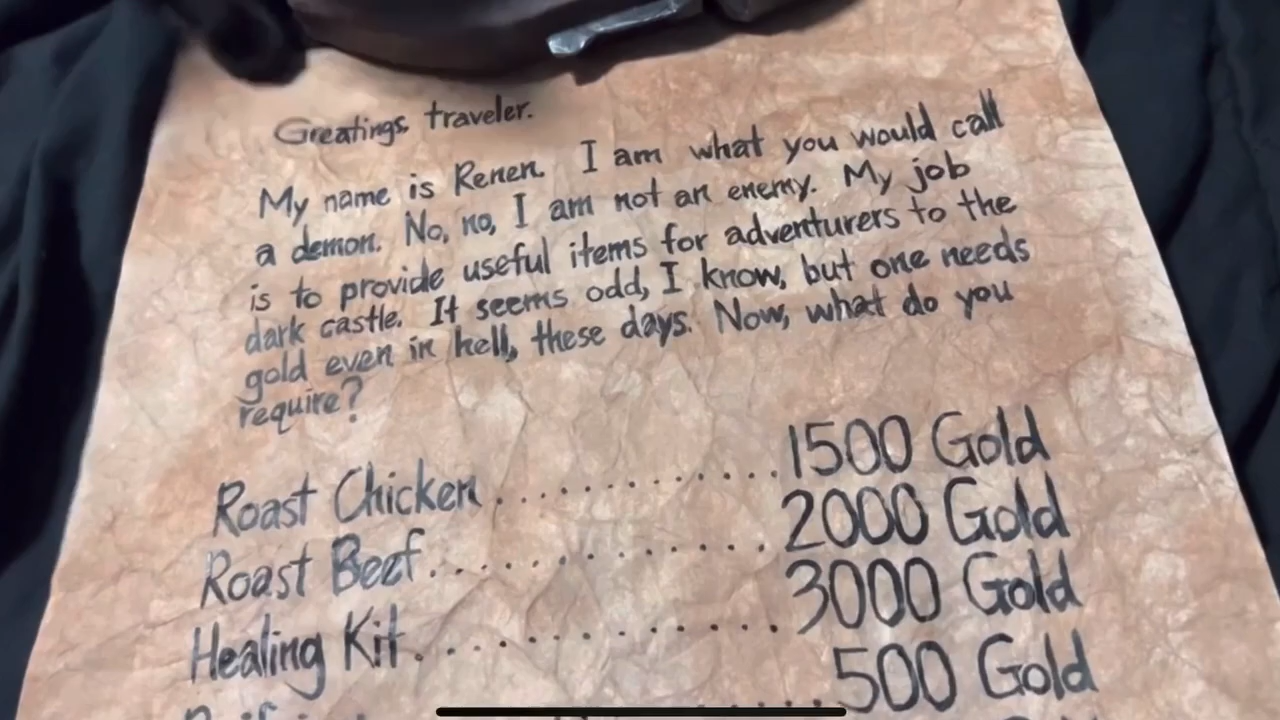 Greatings, traveler.
My name is Renen. I am what you would call
a demon. No, no, I am not an enemy. My job
is to provide useful items for adventurers to the
dark castle. It seems odd, I know, but one needs
gold even in hell, these days. Now, what do you
require?
Roast Chicken..................1500 Gold
Roast Beef..................2000 Gold
Healing Kit..................3000 Gold
500 Gold